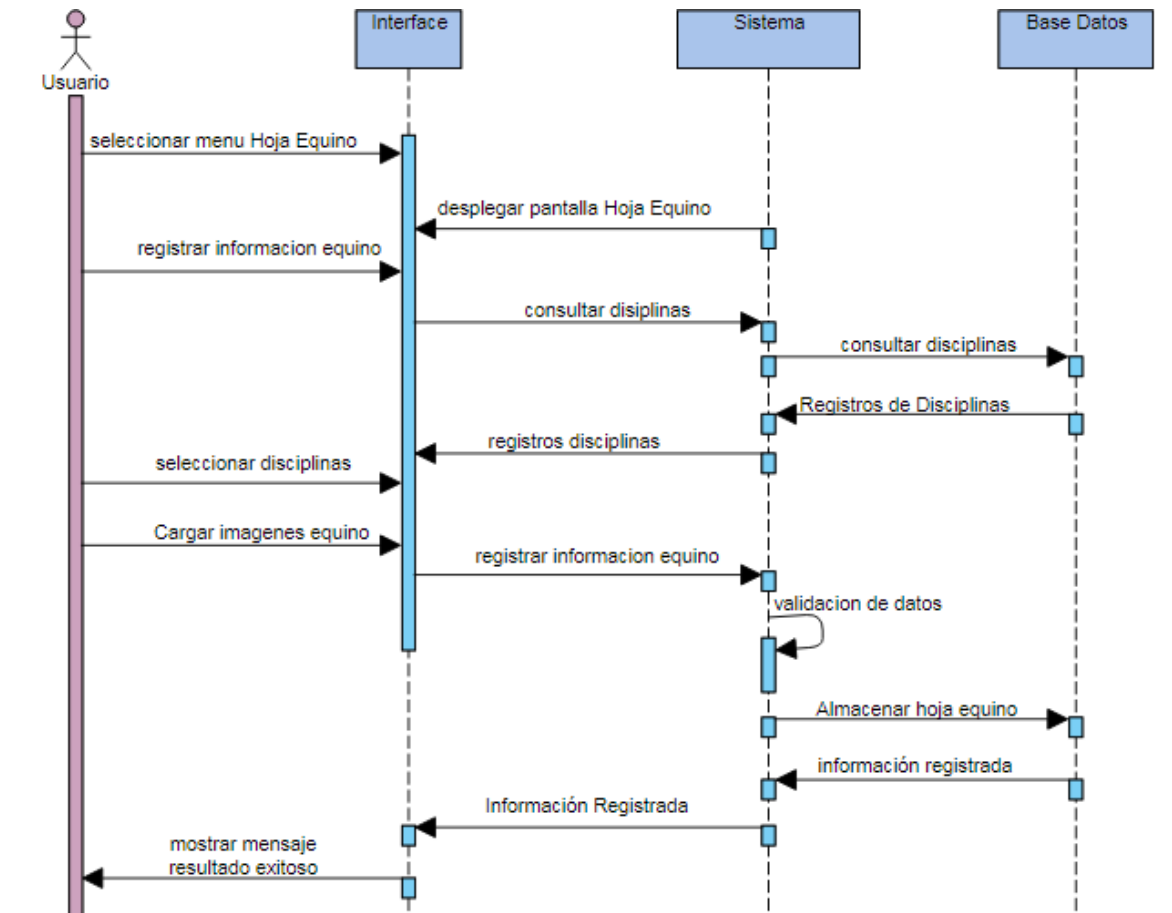 Interface
Sistema
Base Datos
Usuario
seleccionar menu Hoja Equino
desplegar pantalla Hoja Equino
registrar informacion equino
consultar disiplinas
consultar disciplinas
Registros de Disciplinas
registros disciplinas
seleccionar disciplinas
Cargar imagenes equino
registrar informacion equino
validacion de datos
Almacenar hoja equino
información registrada
Información Registrada
mostrar mensaje
resultado exitoso